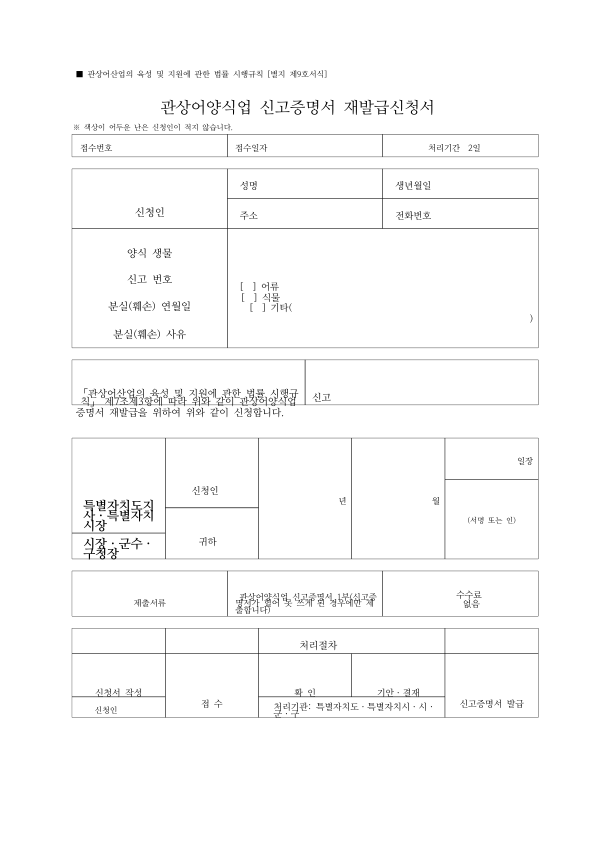 ■ 관상어산업의 육성 및 지원에 관한 법률 시행규칙 [별지 제9호서식]
관상어양식업 신고증명서 재발급신청서
※ 색상이 어두운 난은 신청인이 적지 않습니다.
접수번호 접수일자 처리기간 2일
성명 생년월일
신청인 주소 전화번호
양식 생물
신고 번호
[ ] 어류
[ ] 식물
분실(훼손) 연월일 [ ] 기타(
)
분실(훼손) 사유
「관상어산업의 육성 및 지원에 관한 법률 시행규
칙」 제7조제3항에 따라 위와 같이 관상어양식업 신고
증명서 재발급을 위하여 위와 같이 신청합니다.
일장
신청인 년 월
특별자치도지
사ㆍ특별자치
시장
(서명 또는 인)
시장ㆍ군수ㆍ
구청장
귀하
제출서류
관상어양식업 신고증명서 1부(신고증
명서가 헐어 못 쓰게 된 경우에만 제
출합니다)
수수료
없음
처리절차
신청서 작성 접 수 확 인 기안ㆍ결재 신고증명서 발급
신청인 처리기관: 특별자치도ㆍ특별자치시ㆍ시ㆍ
군ㆍ구